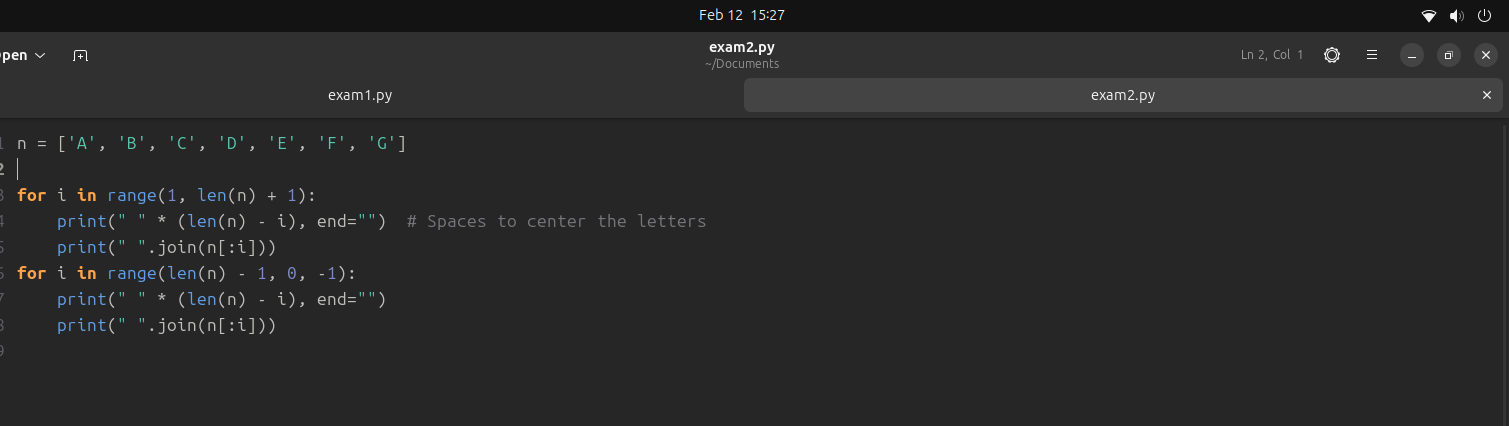 Feb 12 15:27
pen
exam2.py
~/Documents
Ln 2, Col 1
exam1.py
exam2.py
1 n = ['A', 'B', 'C', 'D', 'E', 'F', 'G']
2
3 for i in range(1, len(n) + 1):
4     print(" " * (len(n) - i), end="")  # Spaces to center the letters
5     print(" ".join(n[:i]))
6 for i in range(len(n) - 1, 0, -1):
7     print(" " * (len(n) - i), end="")
8     print(" ".join(n[:i]))
9